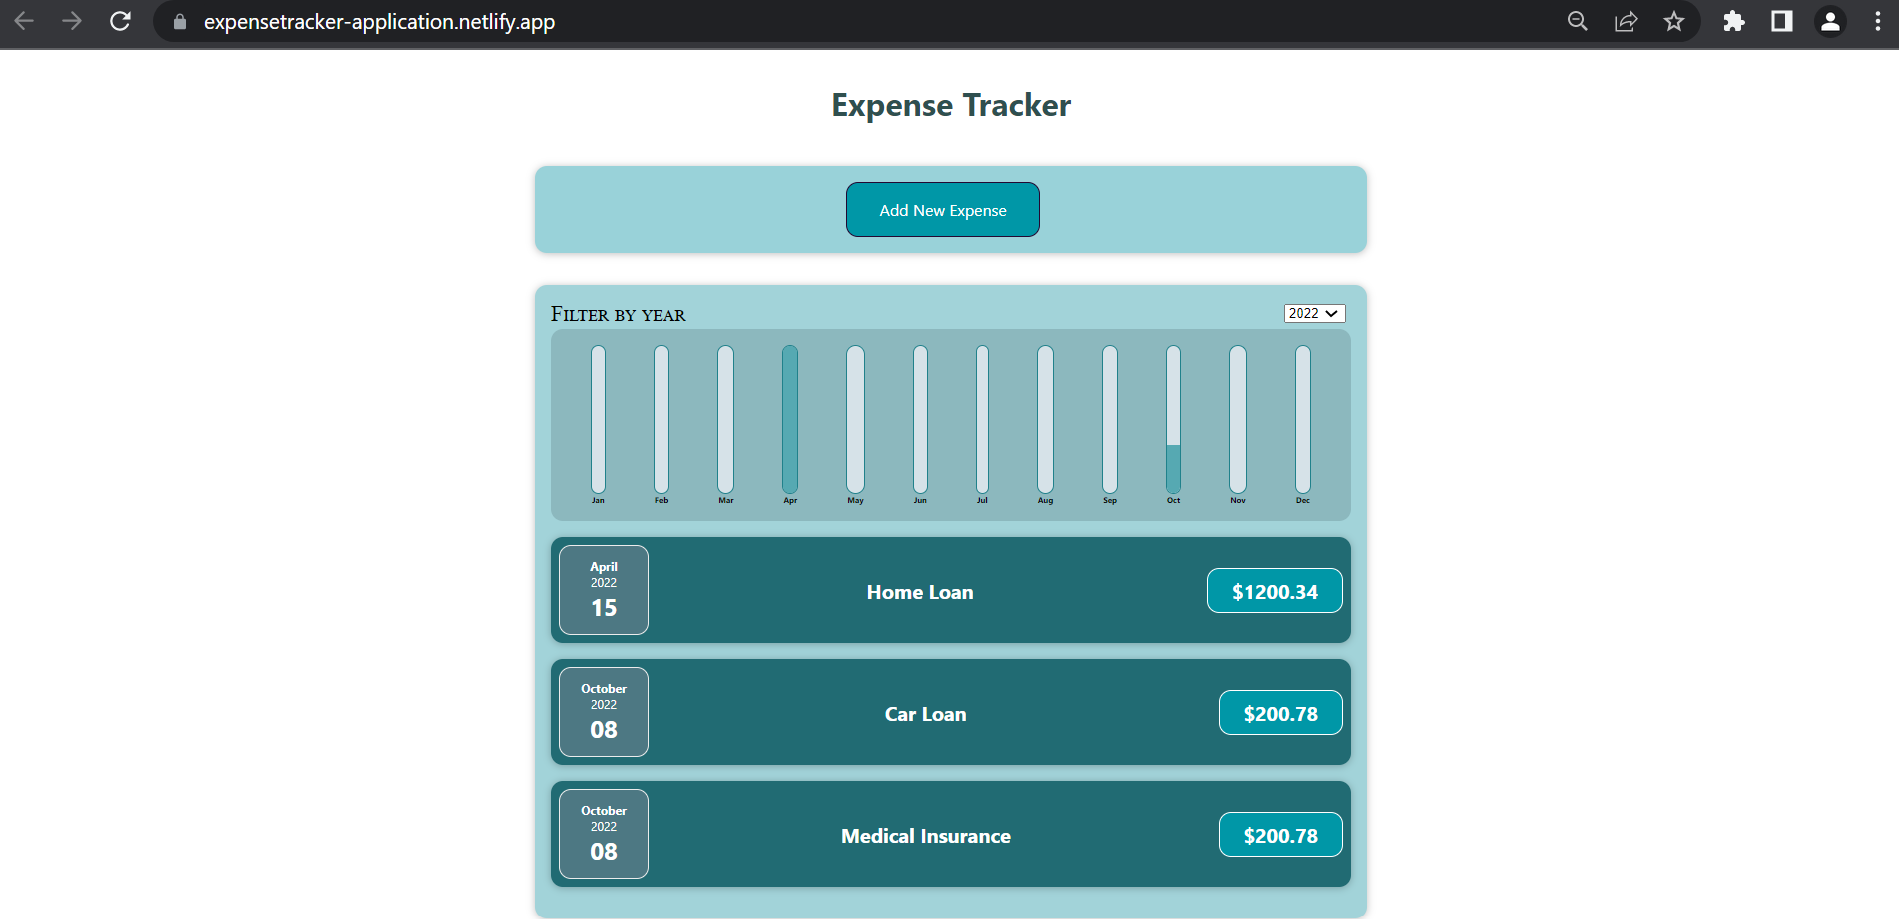 expensetracker-application.netlify.app
Expense Tracker
Add New Expense
Filter by year
2022
Jan Feb Mar Apr May Jun Jul Aug Sep Oct Nov Dec
April
2022
15
Home Loan
$1200.34
October
2022
08
Car Loan
$200.78
October
2022
08
Medical Insurance
$200.78